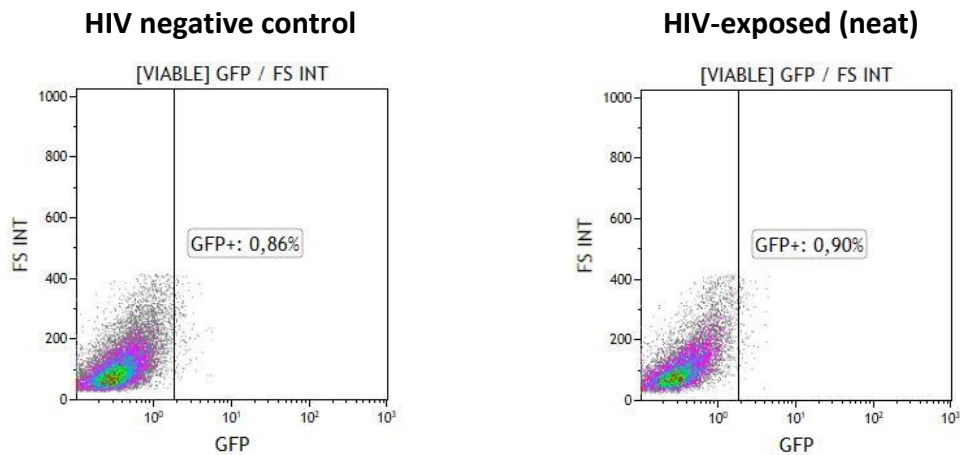 HIV negative control
HIV-exposed (neat)
[VIABLE] GFP / FS INT
1000
800
600
400
200
0
FS INT
GFP+: 0,86%
10⁰
10¹
10²
10³
GFP
[VIABLE] GFP / FS INT
1000
800
600
400
200
0
FS INT
GFP+: 0,90%
10⁰
10¹
10²
10³
GFP